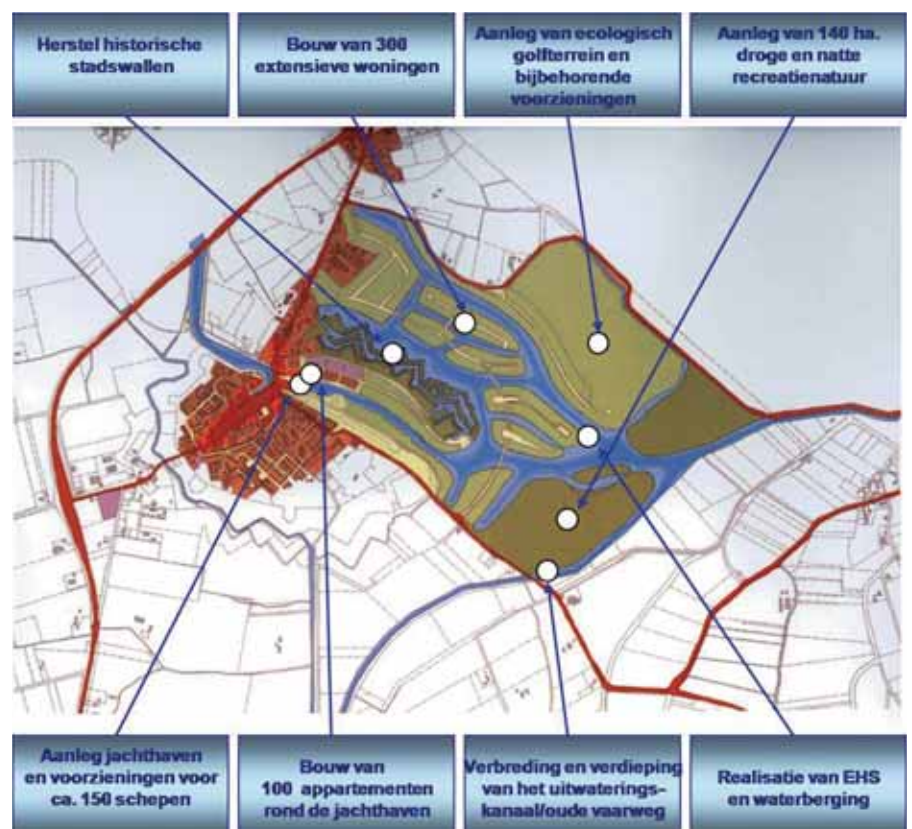 Herstel historische
stadswallen
Bouw van 300
extensieve woningen
Aanleg van ecologisch
golfterrein en
bijbehorende
voorzieningen
Aanleg van 140 ha.
droge en natte
recreatienatuur
Aanleg jachthaven
en voorzieningen voor
ca. 150 schepen
Bouw van
100 appartementen
rond de jachthaven
Verbreding en verdieping
van het uitwaterings-
kanaal/oude vaarweg
Realisatie van EHS
en waterberging